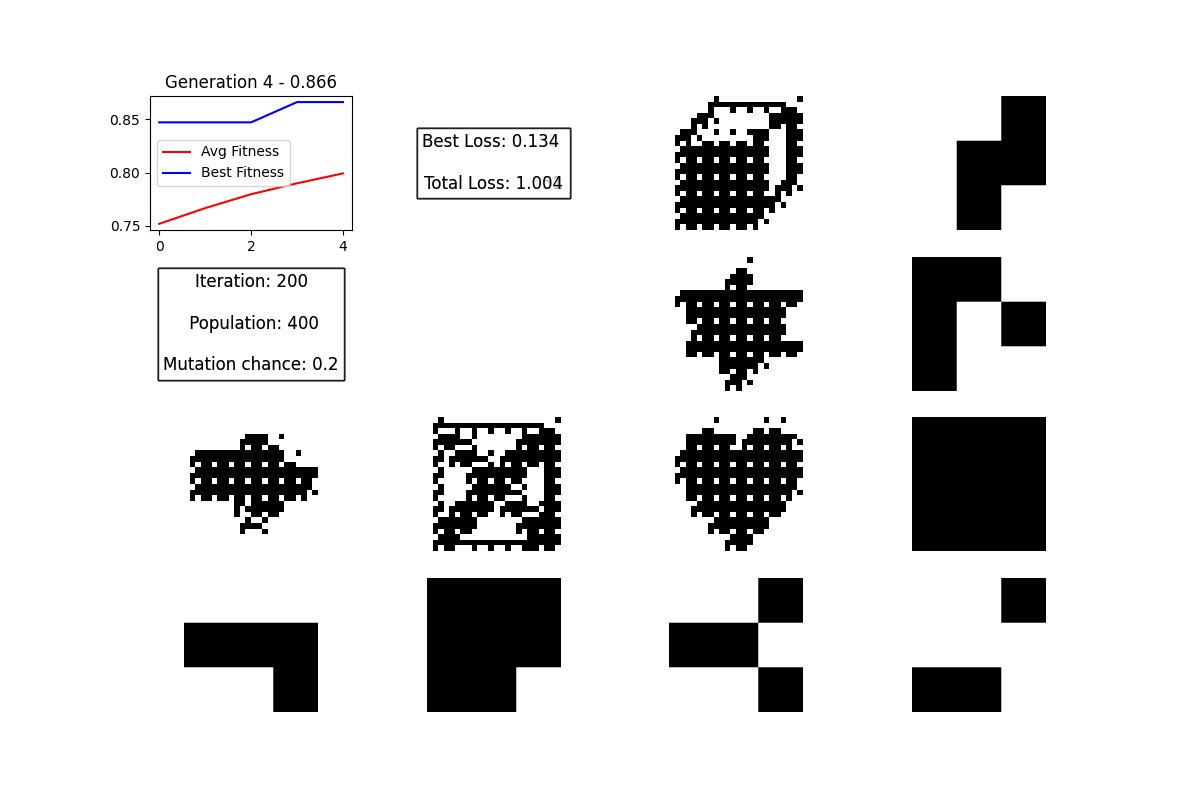 Generation 4 - 0.866
0.85
0.80
0.75
Avg Fitness
Best Fitness
0 2 4
Best Loss: 0.134
Total Loss: 1.004
Iteration: 200
Population: 400
Mutation chance: 0.2